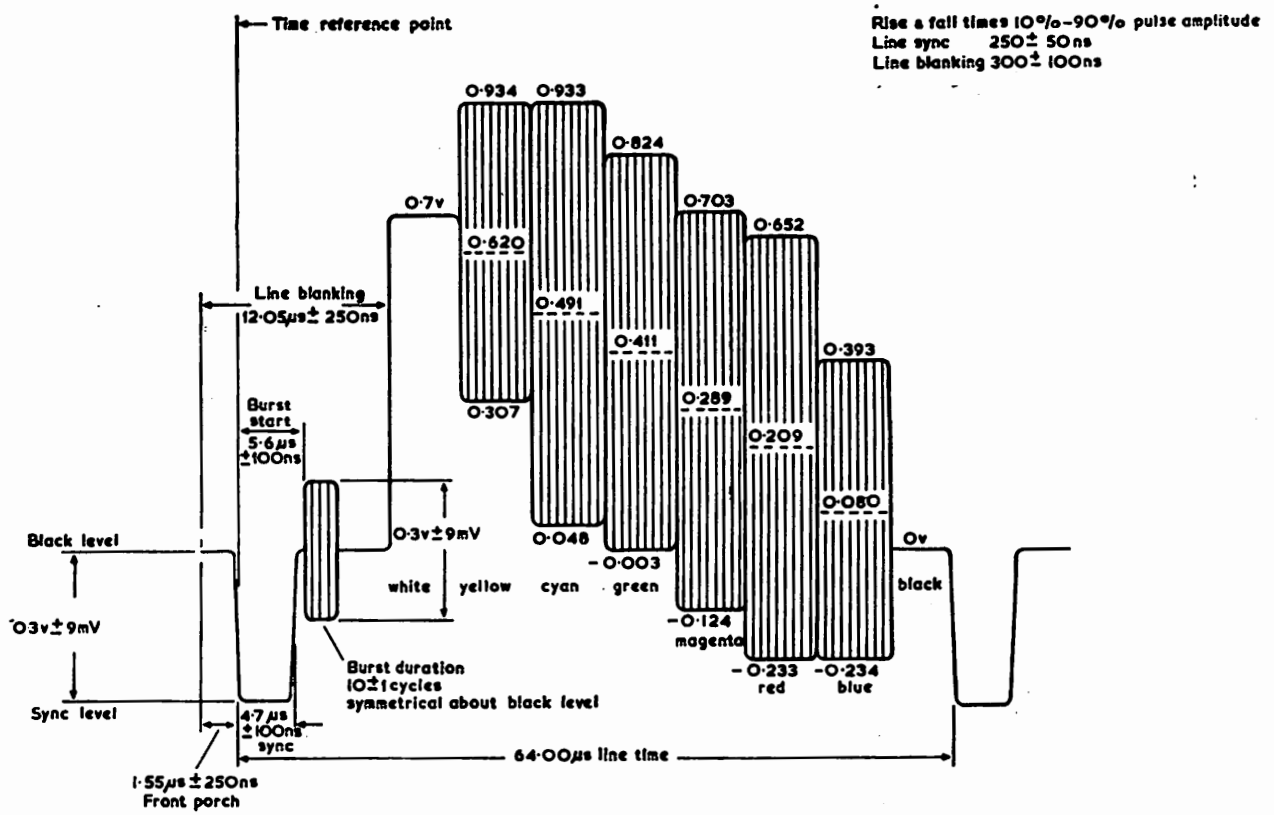 Time reference point
Rise & fall times 10%-90% pulse amplitude
Line sync 250± 50ns
Line blanking 300± 100ns
0·934
0·933
0·824
0·703
0·652
0·7v
0·620
Line blanking
12·05µs± 250ns
0·491
0·411
0·393
0·289
0·307
Burst
start
5·6µs
±100ns
0·209
0·080
Black level
0·3v±9mV
0·048
-0·003
0v
white
yellow
cyan
green
black
0·3v±9mV
-0·124
magenta
Burst duration
10±1cycles
symmetrical about black level
-0·233
red
-0·234
blue
Sync level
4·7µs
±100ns
sync
64·00µs line time
1·55µs±250ns
Front porch